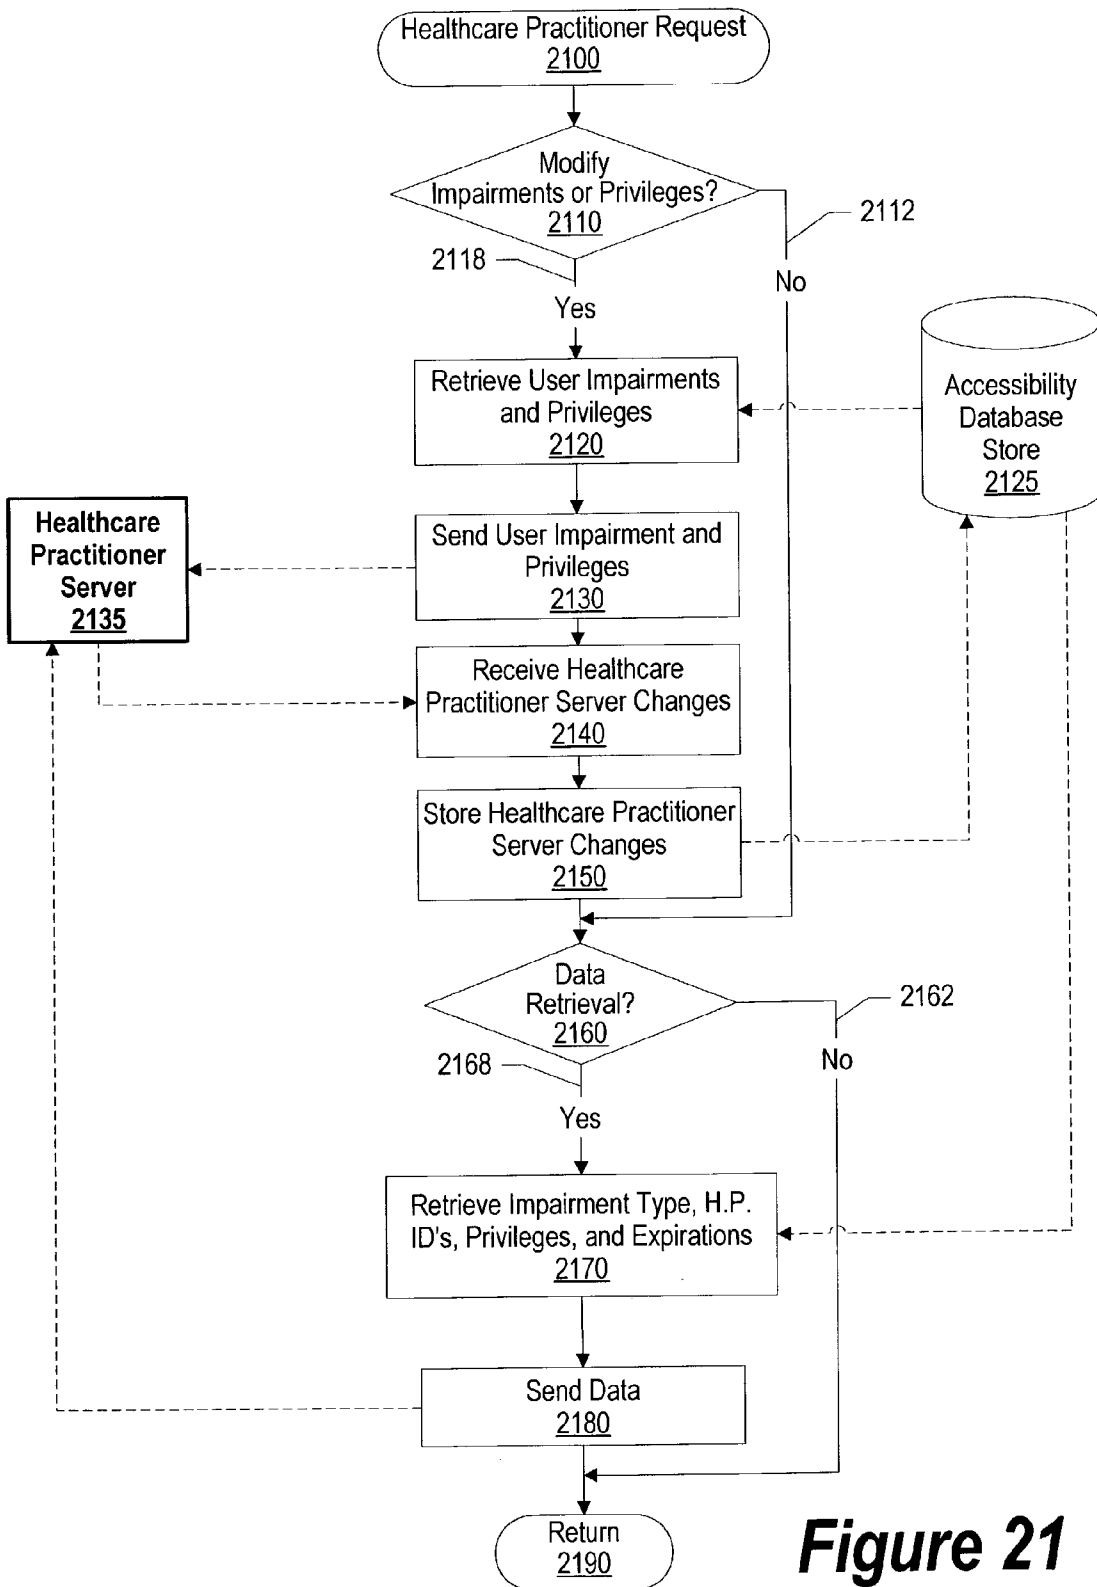 Healthcare Practitioner Request
2100
Modify
Impairments or Privileges?
2110
2112
2118
No
Yes
Retrieve User Impairments
and Privileges
2120
Accessibility
Database
Store
2125
Healthcare
Practitioner
Server
2135
Send User Impairment and
Privileges
2130
Receive Healthcare
Practitioner Server Changes
2140
Store Healthcare Practitioner
Server Changes
2150
Data
Retrieval?
2160
2162
2168
No
Yes
Retrieve Impairment Type, H.P.
ID's, Privileges, and Expirations
2170
Send Data
2180
Return
2190
Figure 21